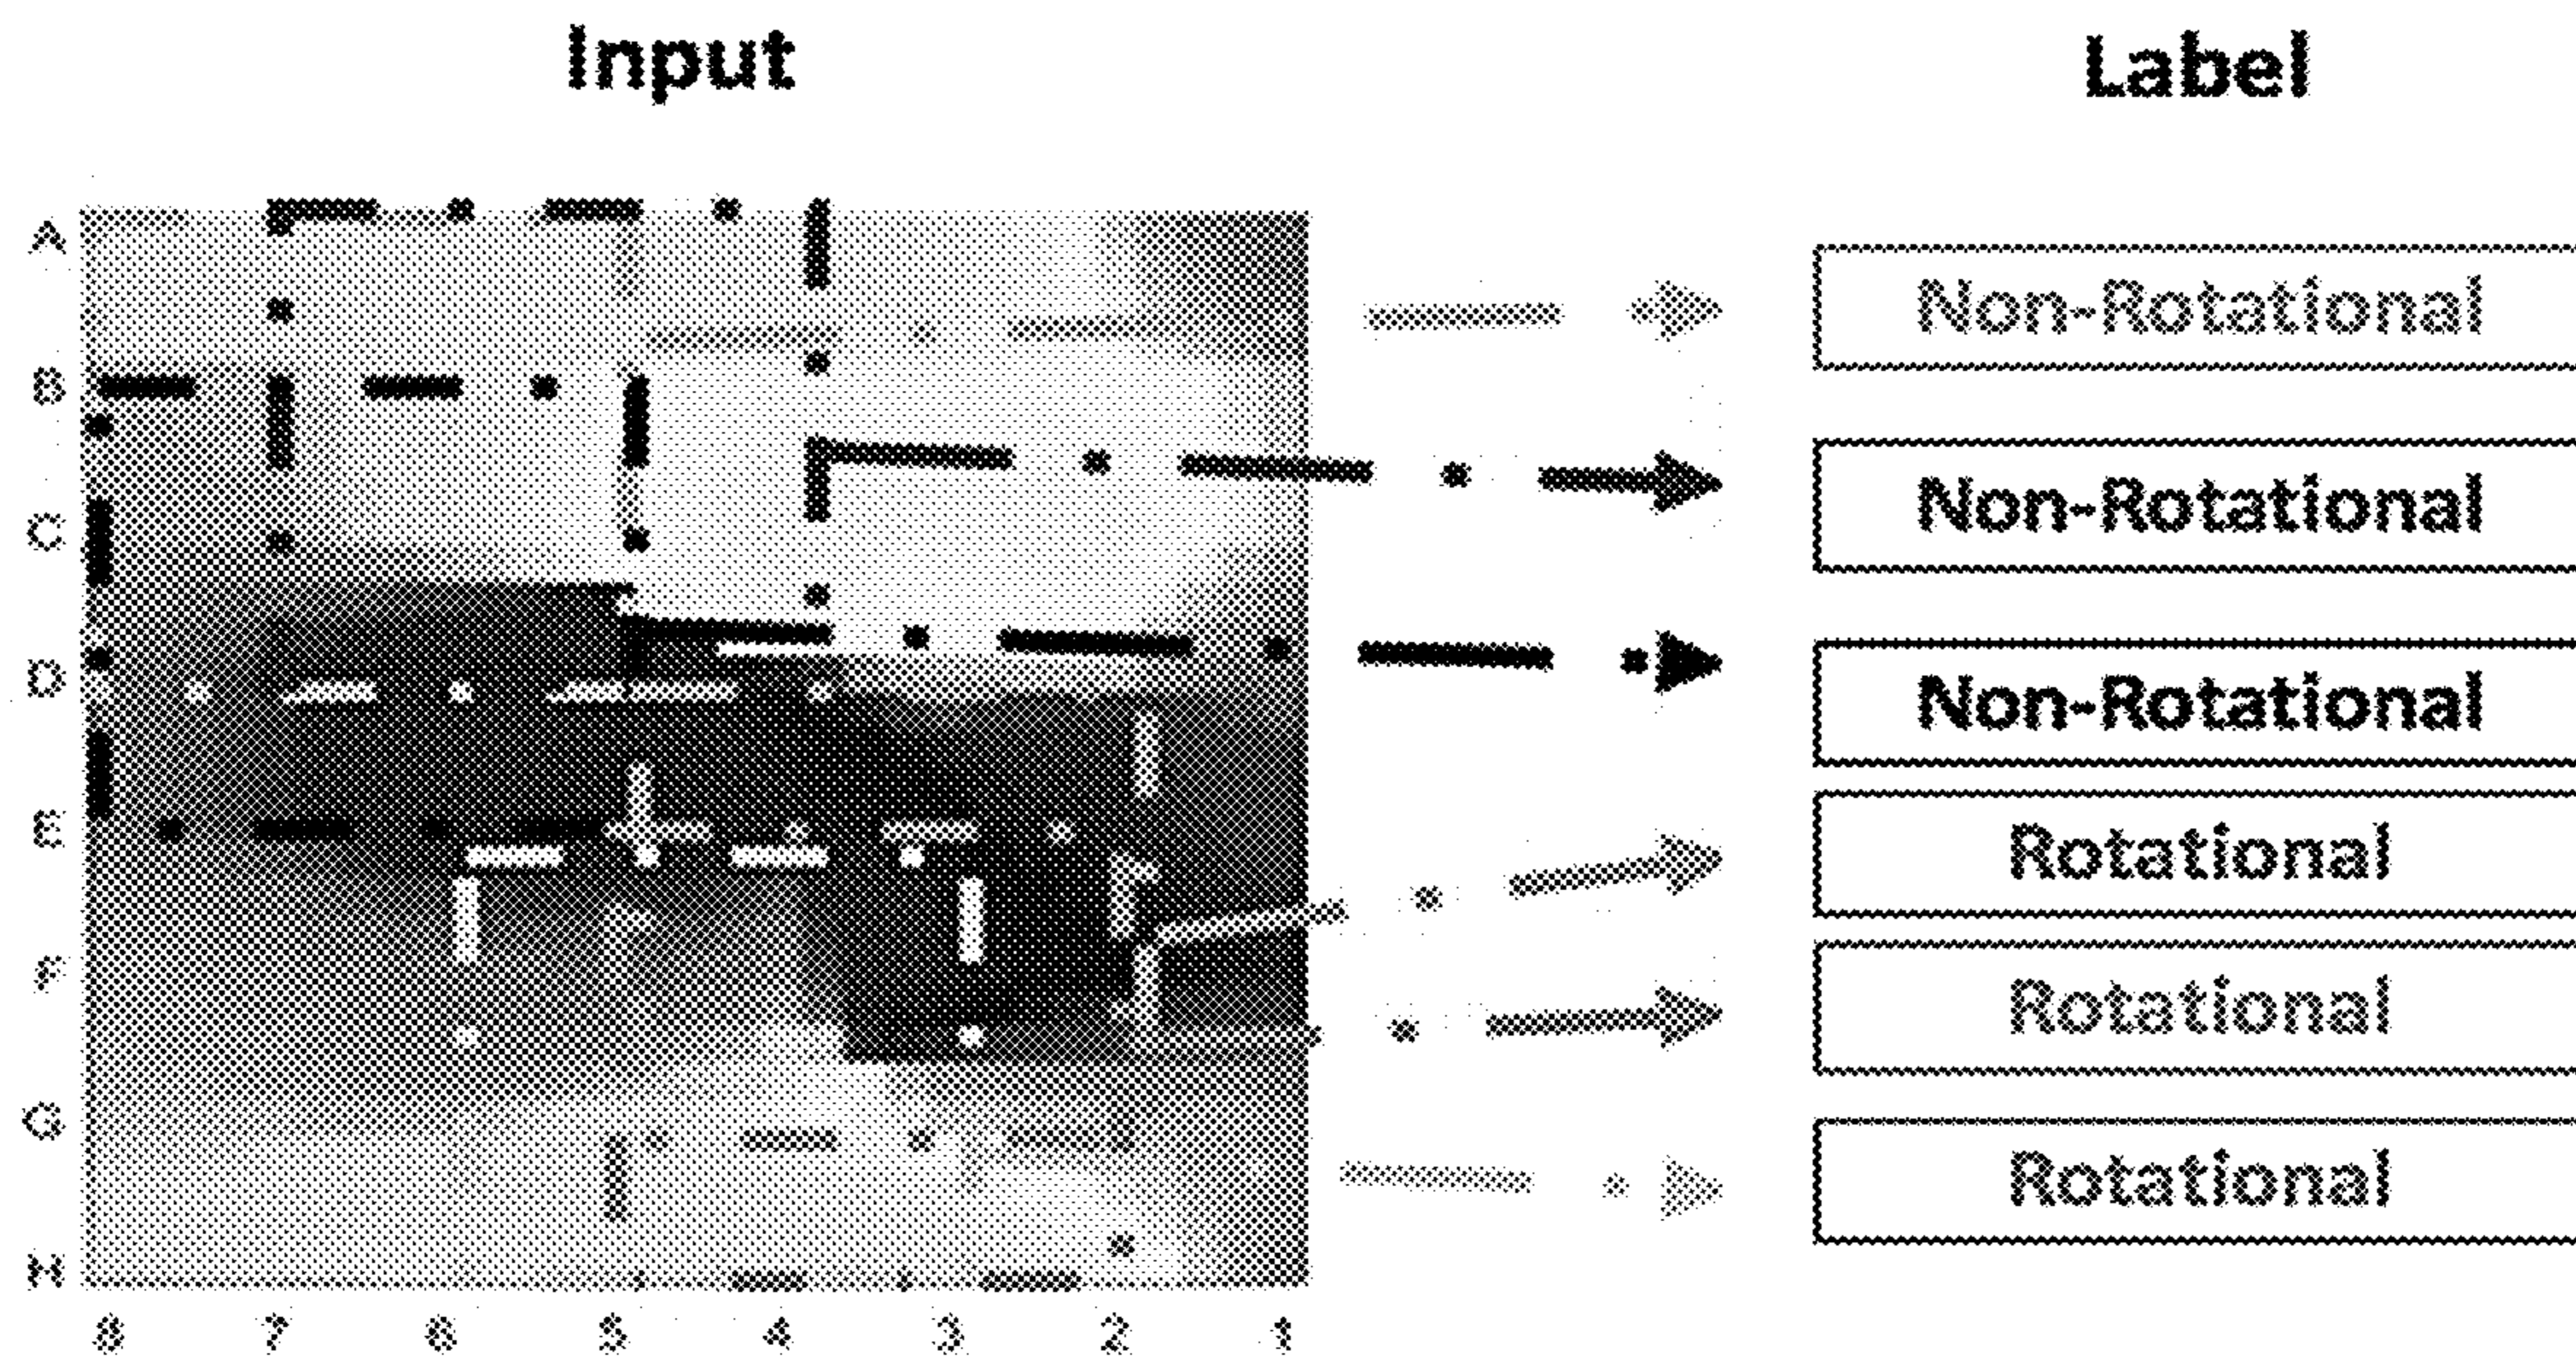 Input
Label
A
B
C
D
E
F
G
H
8 7 6 5 4 3 2 1
Non-Rotational
Non-Rotational
Non-Rotational
Rotational
Rotational
Rotational